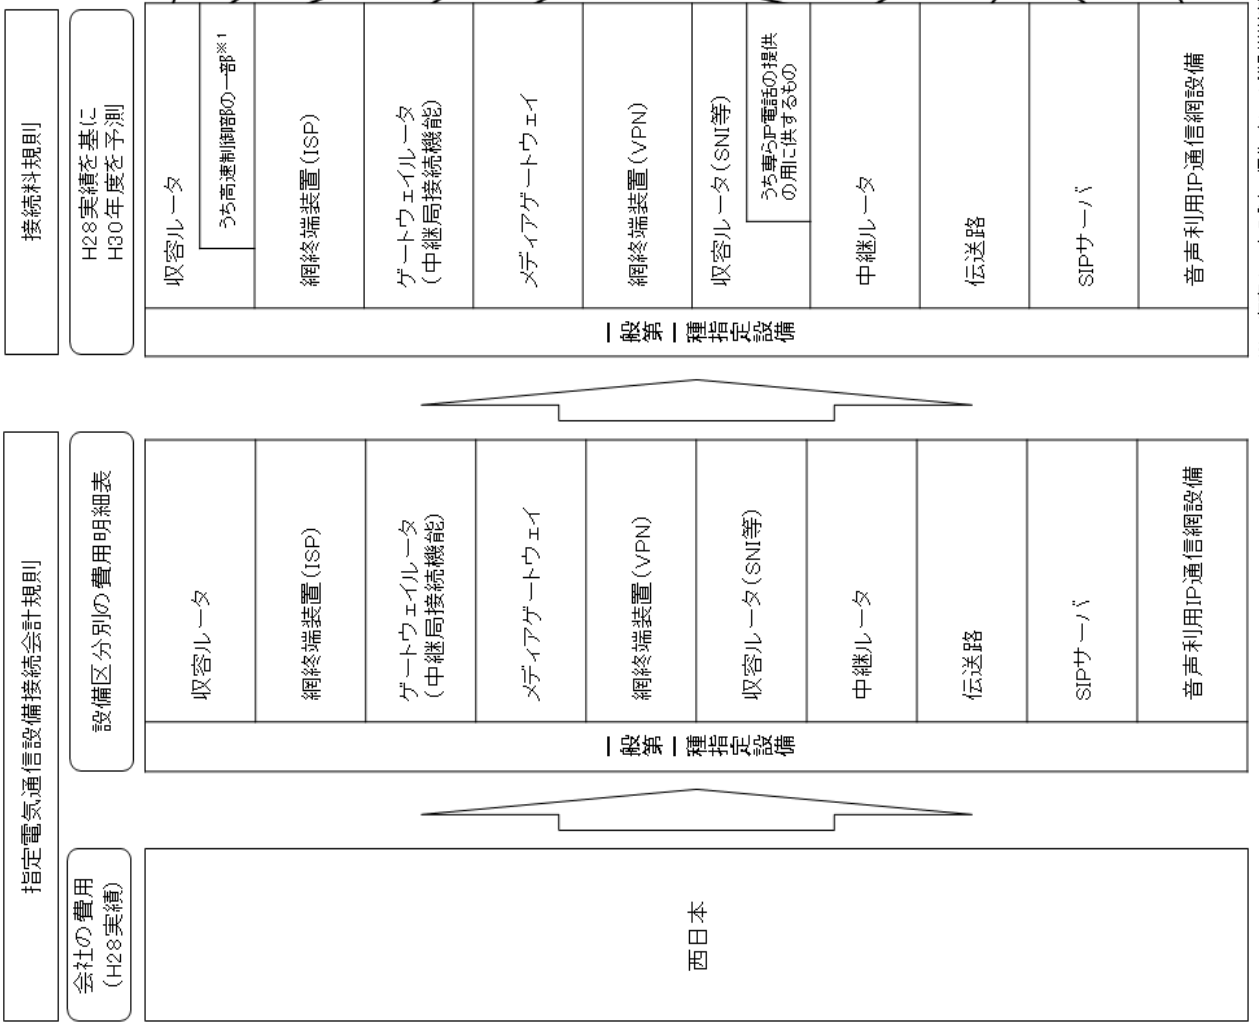 指定電気通信設備接続会計規則
接続料規則
会社の費用
(H28実績)
設備区分別の費用明細表
H28実績を基に
H30年度を予測
西日本
一般第一種指定設備
収容ルータ
網終端装置(ISP)
ゲートウェイルータ
(中継局接続機能)
メディアゲートウェイ
網終端装置(VPN)
収容ルータ(SNI等)
中継ルータ
伝送路
SIPサーバ
音声利用IP通信網設備
一般第一種指定設備
収容ルータ
うち高速制御部の一部※1
網終端装置(ISP)
ゲートウェイルータ
(中継局接続機能)
メディアゲートウェイ
網終端装置(VPN)
収容ルータ(SNI等)
うち専らIP電話の提供
の用に供するもの
中継ルータ
伝送路
SIPサーバ
音声利用IP通信網設備